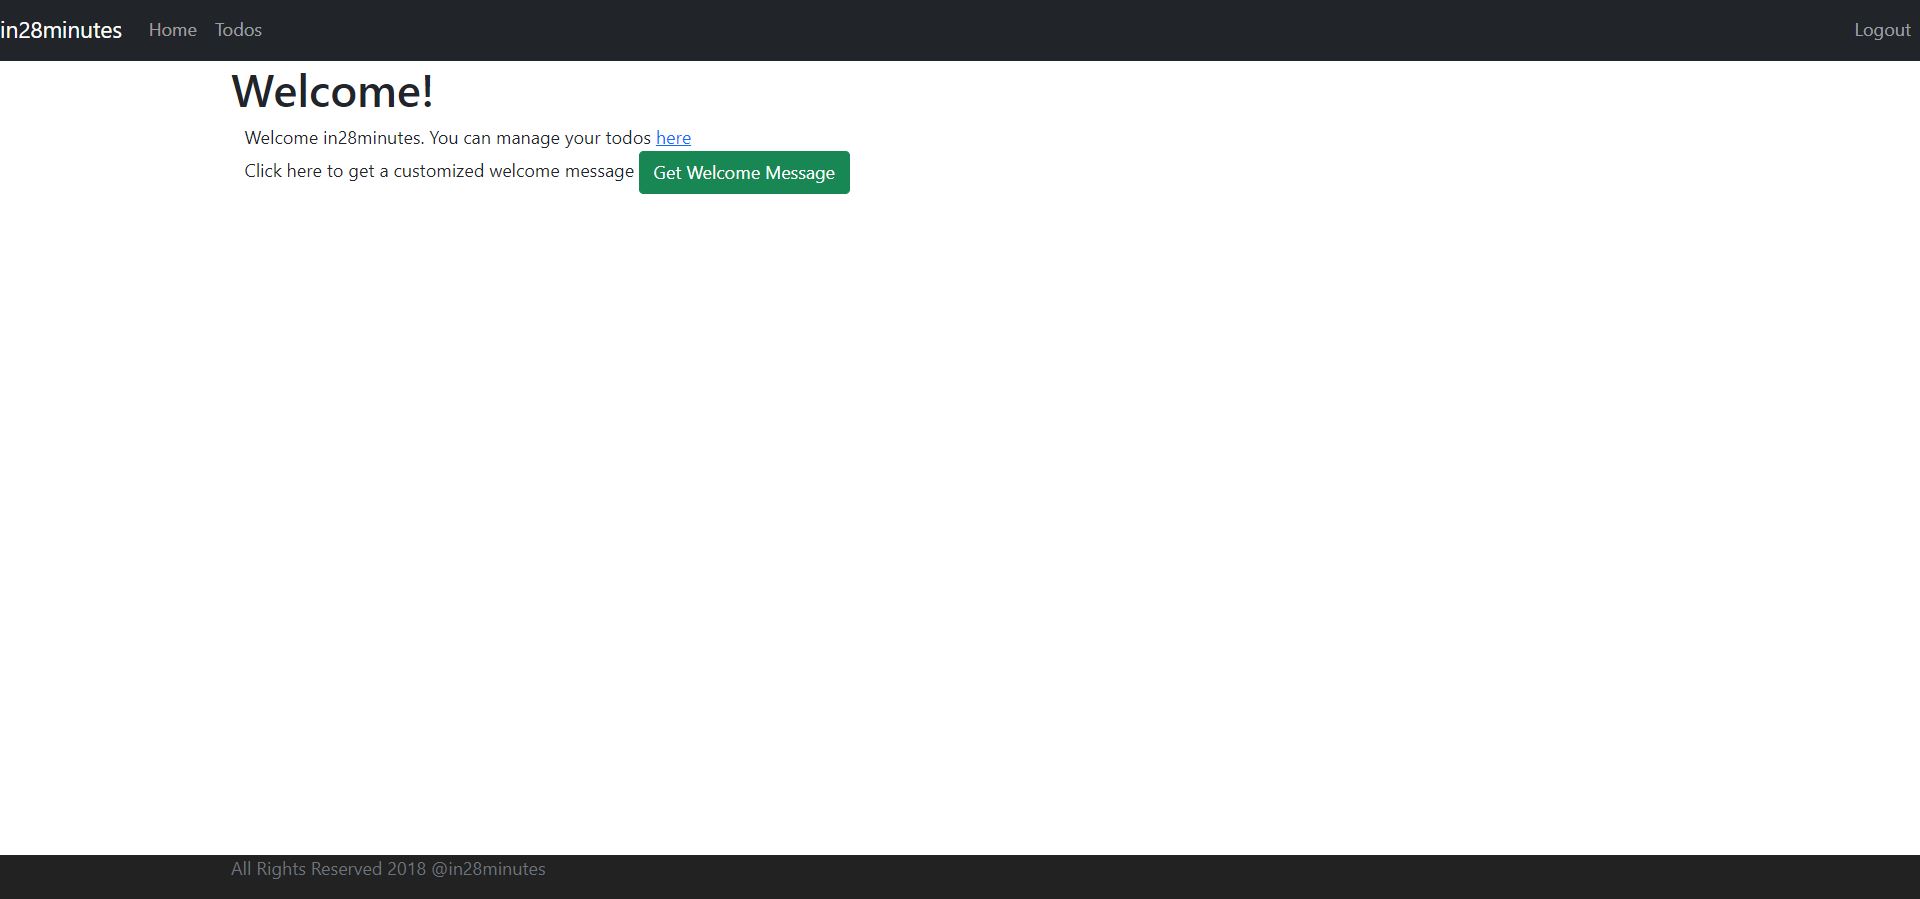 in28minutes Home Todos Logout
Welcome!
Welcome in28minutes. You can manage your todos here
Click here to get a customized welcome message Get Welcome Message
All Rights Reserved 2018 @in28minutes